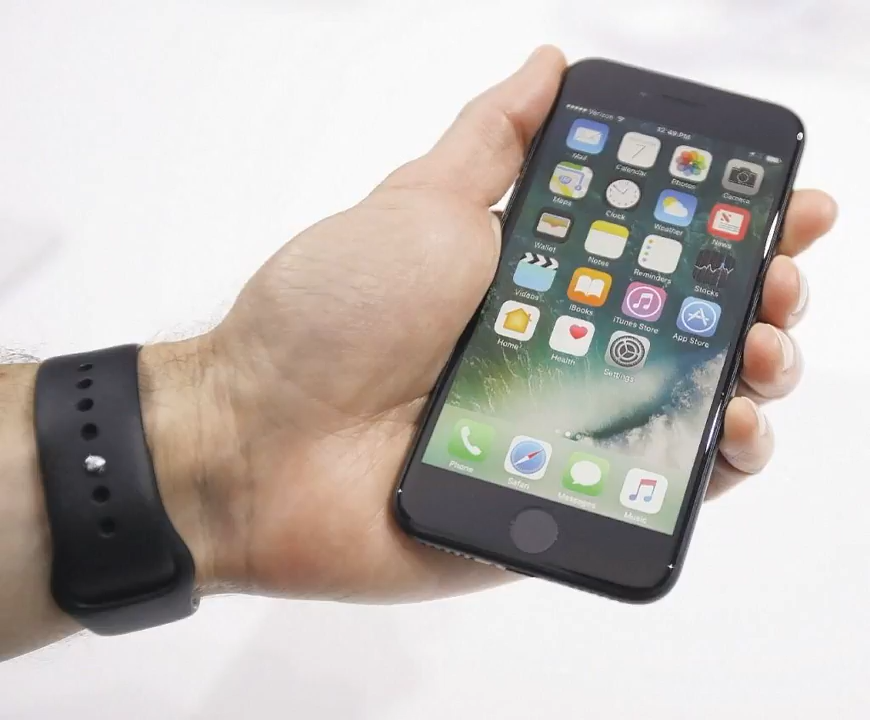 Verizon 12:49 PM
Mail Calendar Photos Camera
7
Maps Clock Weather News
Wallet Notes Reminders Stocks
Videos iBooks iTunes Store App Store
Home Health Settings
Phone Safari Messages Music